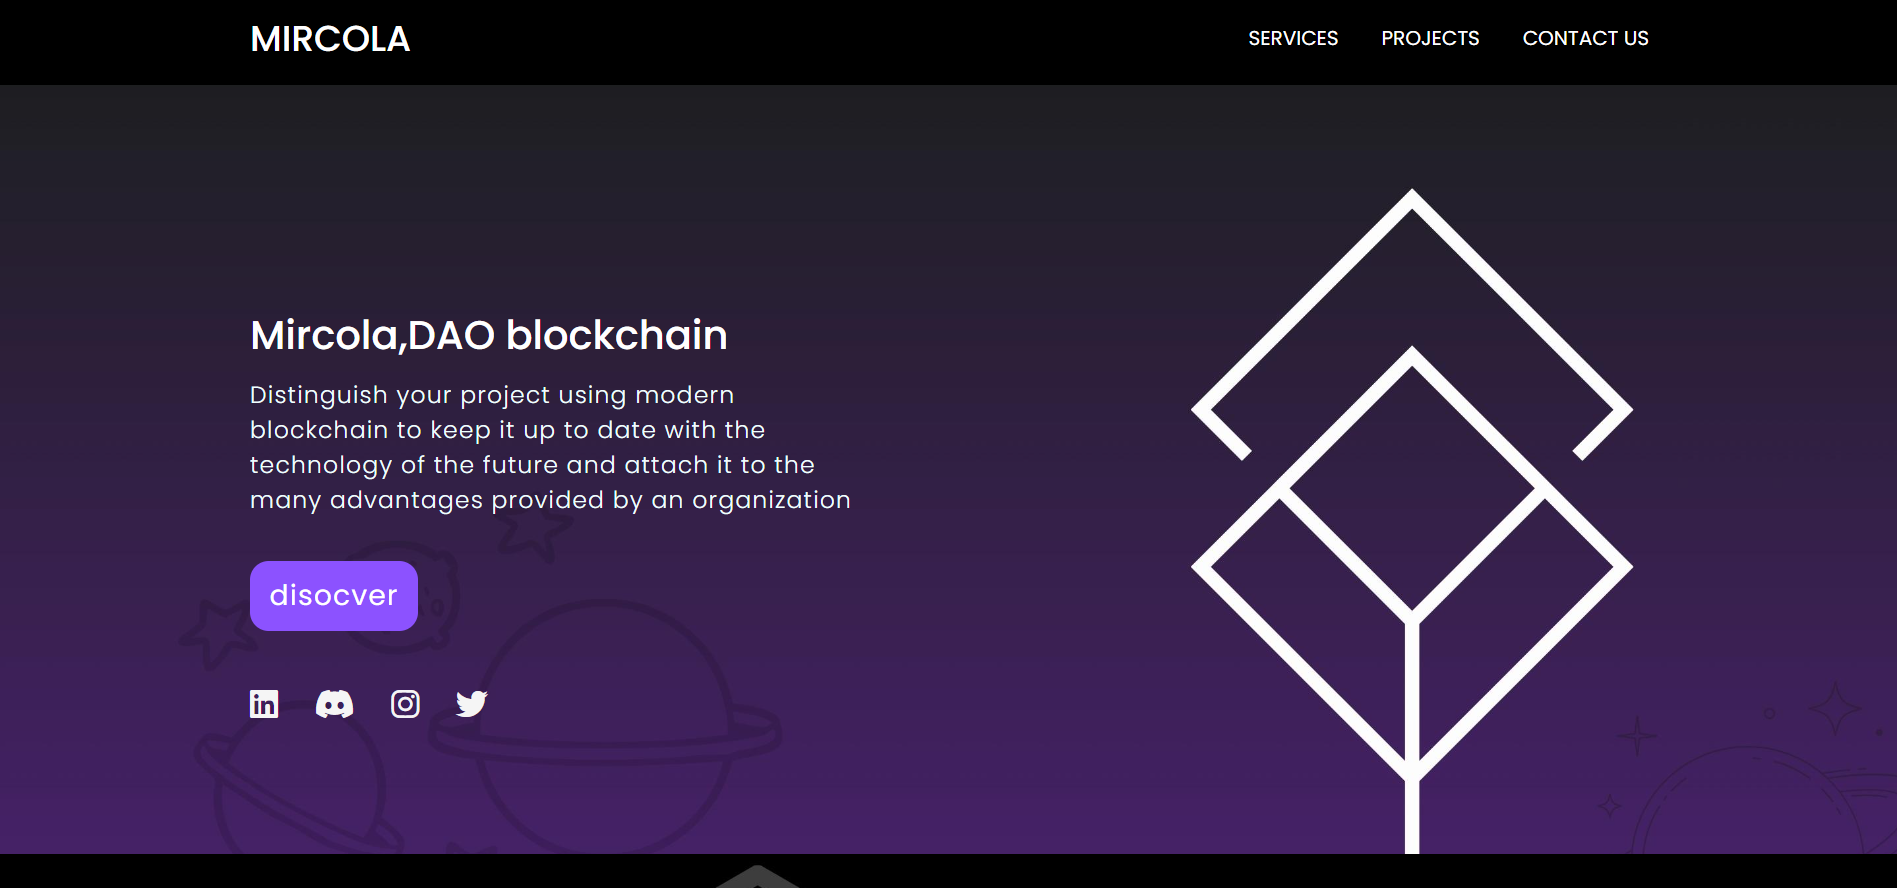 MIRCOLA
SERVICES PROJECTS CONTACT US
Mircola,DAO blockchain
Distinguish your project using modern
blockchain to keep it up to date with the
technology of the future and attach it to the
many advantages provided by an organization
disocver
in